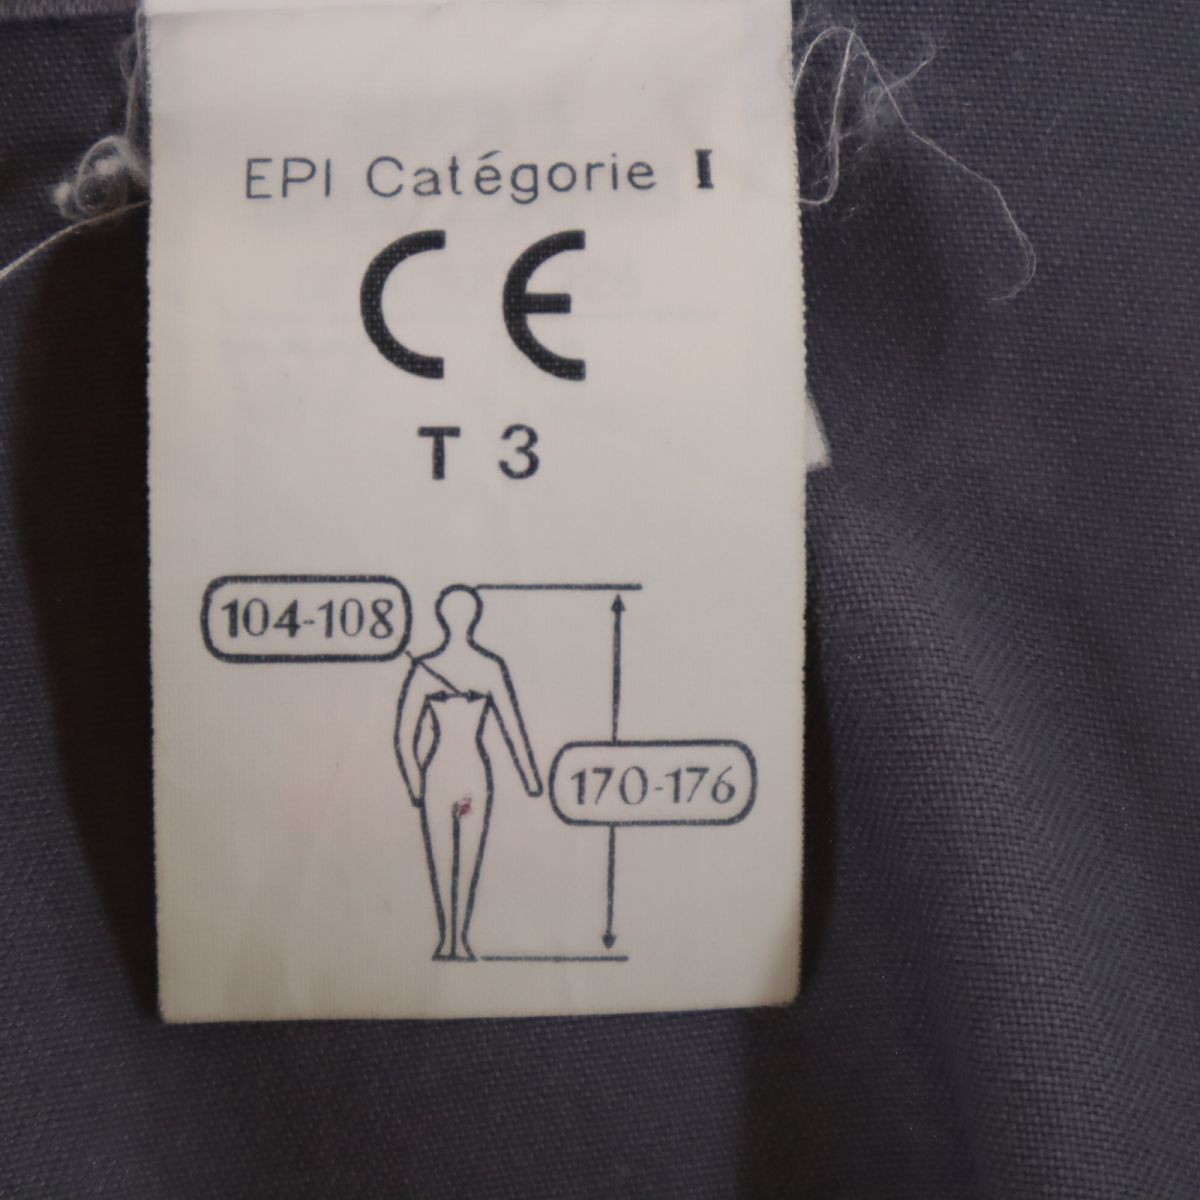 EPI Catégorie I
CE
T 3
104-108
170-176